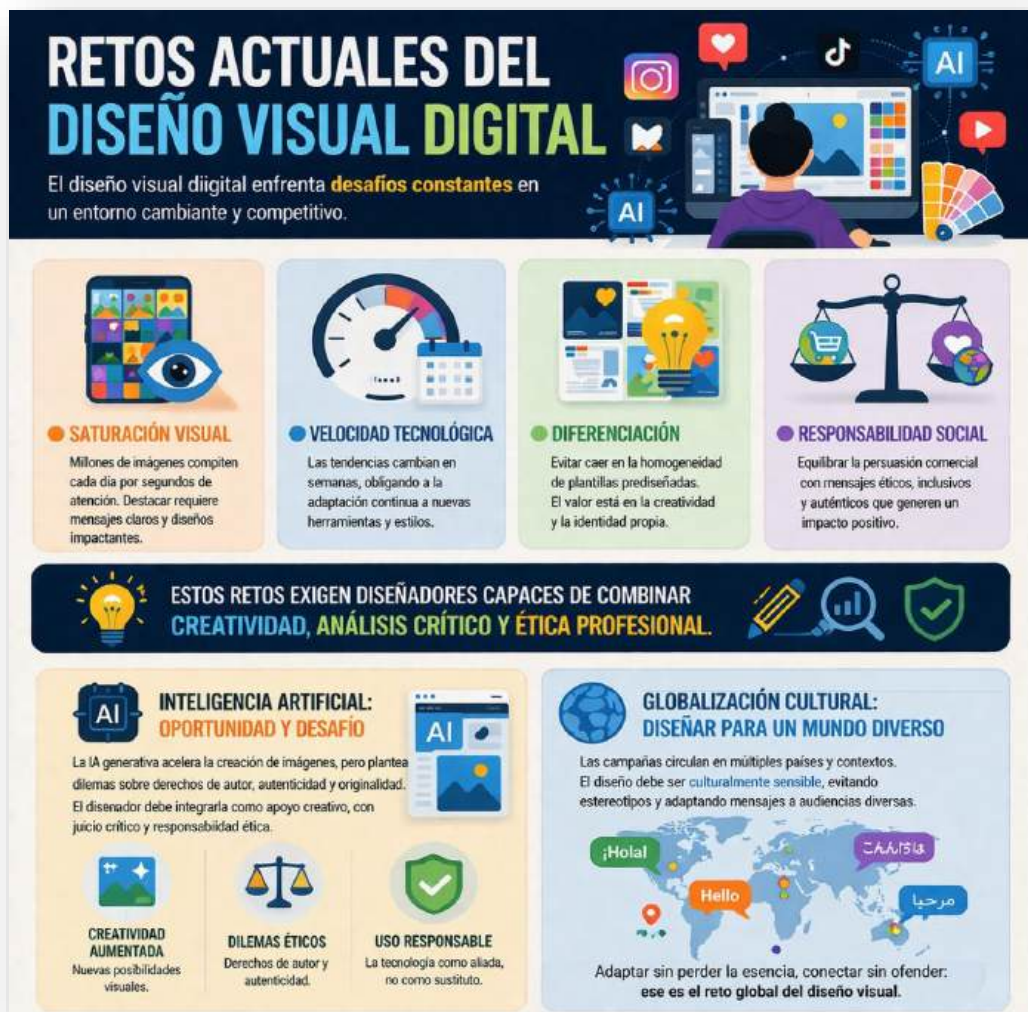 RETOS ACTUALES DEL
DISEÑO VISUAL DIGITAL
El diseño visual diigital enfrenta desafíos constantes en
un entorno cambiante y competitivo.
AI
AI
SATURACIÓN VISUAL
Millones de imágenes compiten
cada día por segundos de
atención. Destacar requiere
mensajes claros y diseños
impactantes.
VELOCIDAD TECNOLÓGICA
Las tendencias cambian en
semanas, obligando a la
adaptación continua a nuevas
herramientas y estilos.
DIFERENCIACIÓN
Evitar caer en la homogeneidad
de plantillas prediseñadas.
El valor está en la creatividad
y la identidad propia.
RESPONSABILIDAD SOCIAL
Equilibrar la persuasión comercial
con mensajes éticos, inclusivos
y auténticos que generen un
impacto positivo.
ESTOS RETOS EXIGEN DISEÑADORES CAPACES DE COMBINAR
CREATIVIDAD, ANÁLISIS CRÍTICO Y ÉTICA PROFESIONAL.
AI
INTELIGENCIA ARTIFICIAL:
OPORTUNIDAD Y DESAFÍO
AI
La IA generativa acelera la creación de imágenes, pero plantea
dilemas sobre derechos de autor, autenticidad y originalidad.
El disenador debe integrarla como apoyo creativo, con
juicio crítico y responsabiidad ética.
CREATIVIDAD
AUMENTADA
Nuevas posibilidades
visuales.
DILEMAS ÉTICOS
Derechos de autor y
autenticidad.
USO RESPONSABLE
La tecnología como aliada,
no como sustituto.
GLOBALIZACIÓN CULTURAL:
DISEÑAR PARA UN MUNDO DIVERSO
Las campañas circulan en múltiples países y contextos.
El diseño debe ser culturalmente sensible, evitando
estereotipos y adaptando mensajes a audiencias diversas.
¡Hola!
Hello
مرحبا
Adaptar sin perder la esencia, conectar sin ofender:
ese es el reto global del diseño visual.